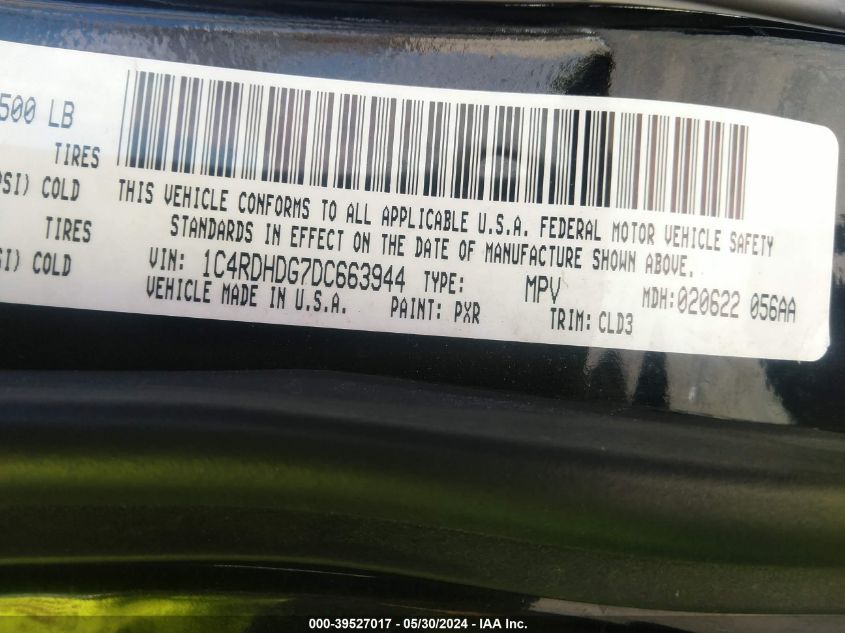 500 LB
TIRES
PSI) COLD
TIRES
SI) COLD
THIS VEHICLE CONFORMS TO ALL APPLICABLE U.S.A. FEDERAL MOTOR VEHICLE SAFETY
STANDARDS IN EFFECT ON THE DATE OF MANUFACTURE SHOWN ABOVE.
VIN: 1C4RDHDG7DC663944 TYPE: MPV MDH:020622 056AA
VEHICLE MADE IN U.S.A. PAINT: PXR TRIM: CLD3
000-39527017 - 05/30/2024 - IAA Inc.